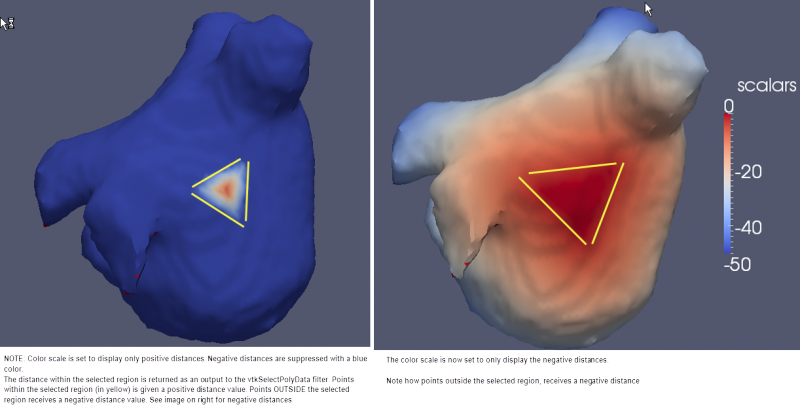 scalars
0
-20
-40
-50
NOTE: Color scale is set to display only positive distances. Negative distances are suppressed with a blue
color.
The distance within the selected region is returned as an output to the vtkSelectPolyData filter. Points
within the selected region (in yellow) is given a positive distance value. Points OUTSIDE the selected
region receives a negative distance value. See image on right for negative distances.
The color scale is now set to only display the negative distances
Note how points outside the selected region, receives a negative distance